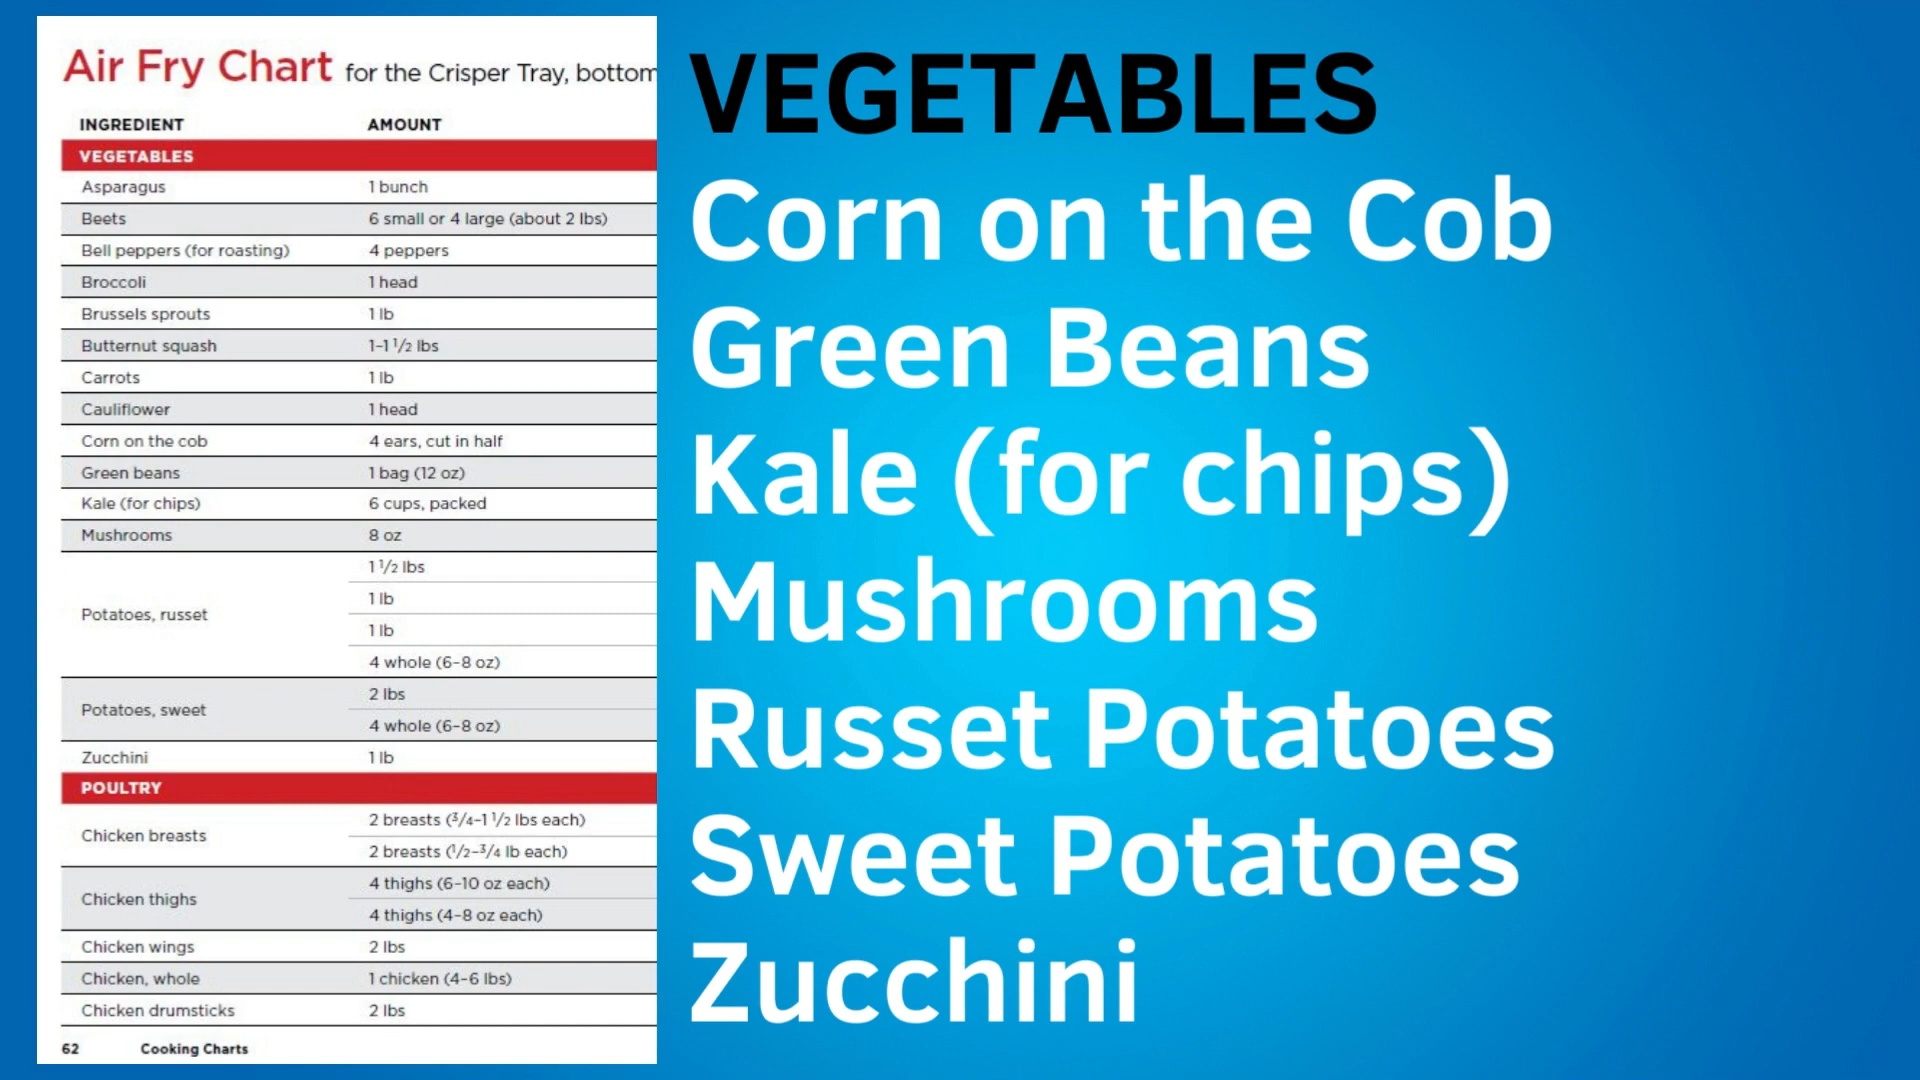 Air Fry Chart for the Crisper Tray, bottom
INGREDIENT AMOUNT
VEGETABLES
Asparagus 1 bunch
Beets 6 small or 4 large (about 2 lbs)
Bell peppers (for roasting) 4 peppers
Broccoli 1 head
Brussels sprouts 1 lb
Butternut squash 1-1 1/2 lbs
Carrots 1 lb
Cauliflower 1 head
Corn on the cob 4 ears, cut in half
Green beans 1 bag (12 oz)
Kale (for chips) 6 cups, packed
Mushrooms 8 oz
Potatoes, russet
1 1/2 lbs
1 lb
1 lb
4 whole (6-8 oz)
Potatoes, sweet
2 lbs
4 whole (6-8 oz)
Zucchini 1 lb
POULTRY
Chicken breasts
2 breasts (3/4-1 1/2 lbs each)
2 breasts (1/2-3/4 lb each)
Chicken thighs
4 thighs (6-10 oz each)
4 thighs (4-8 oz each)
Chicken wings 2 lbs
Chicken, whole 1 chicken (4-6 lbs)
Chicken drumsticks 2 lbs
62 Cooking Charts
VEGETABLES
Corn on the Cob
Green Beans
Kale (for chips)
Mushrooms
Russet Potatoes
Sweet Potatoes
Zucchini